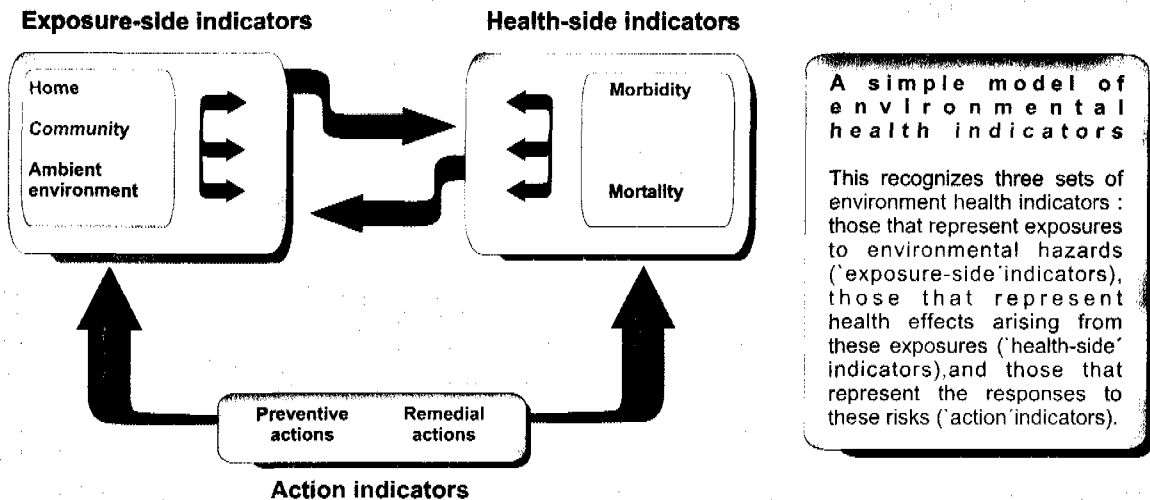 Exposure-side indicators
Health-side indicators
Home
Community
Ambient
environment
Morbidity
Mortality
Preventive
actions
Remedial
actions
Action indicators
A simple model of
environmental
health indicators
This recognizes three sets of
environment health indicators :
those that represent exposures
to environmental hazards
(`exposure-side´indicators),
those that represent
health effects arising from
these exposures (`health-side´
indicators),and those that
represent the responses to
these risks (`action´indicators).